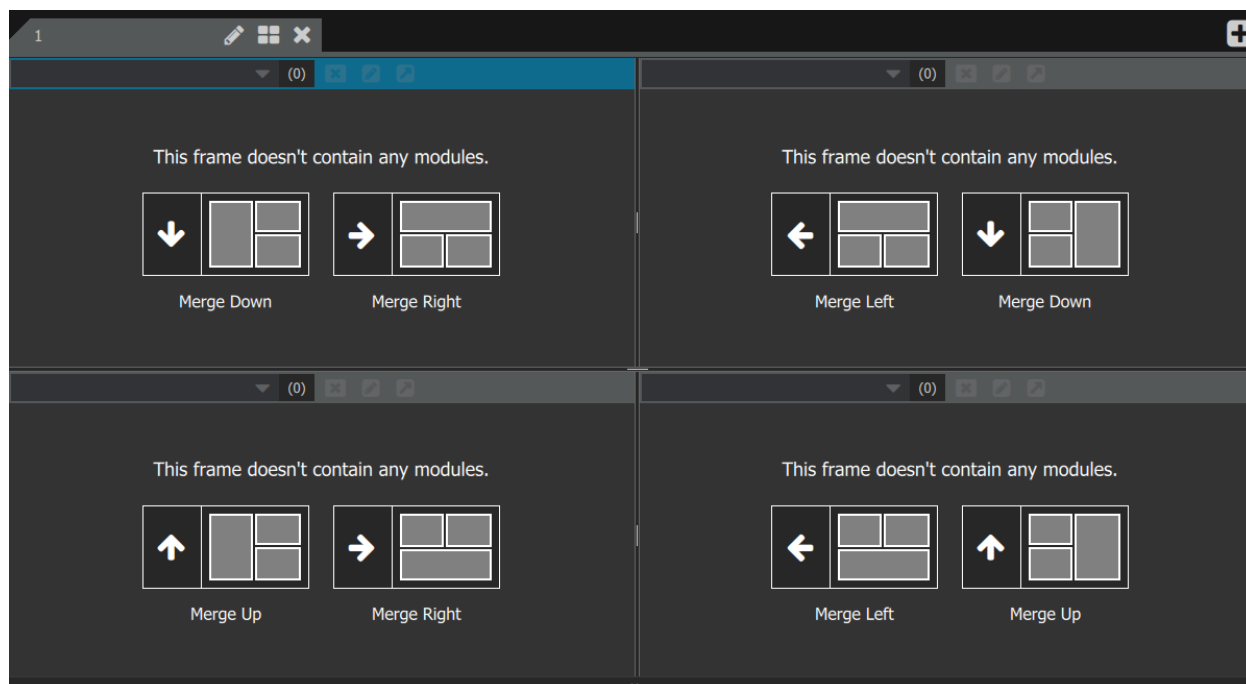 1
(0)
(0)
This frame doesn't contain any modules.
This frame doesn't contain any modules.
Merge Down
Merge Right
Merge Left
Merge Down
(0)
(0)
This frame doesn't contain any modules.
This frame doesn't contain any modules.
Merge Up
Merge Right
Merge Left
Merge Up